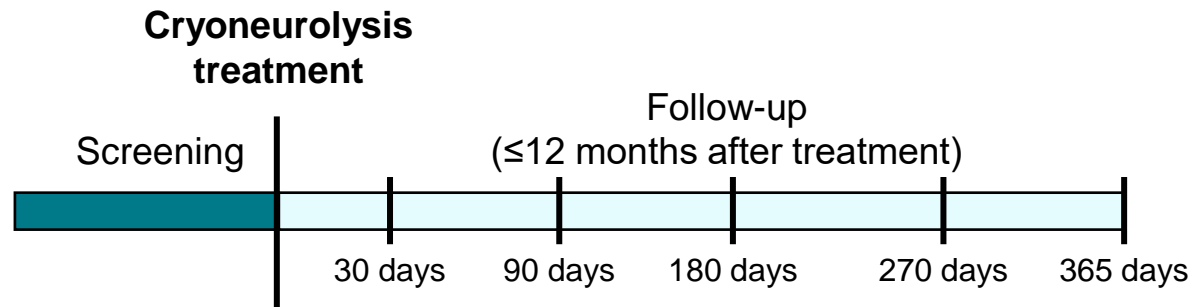 Cryoneurolysis
treatment
Screening
Follow-up
(≤12 months after treatment)
30 days
90 days
180 days
270 days
365 days